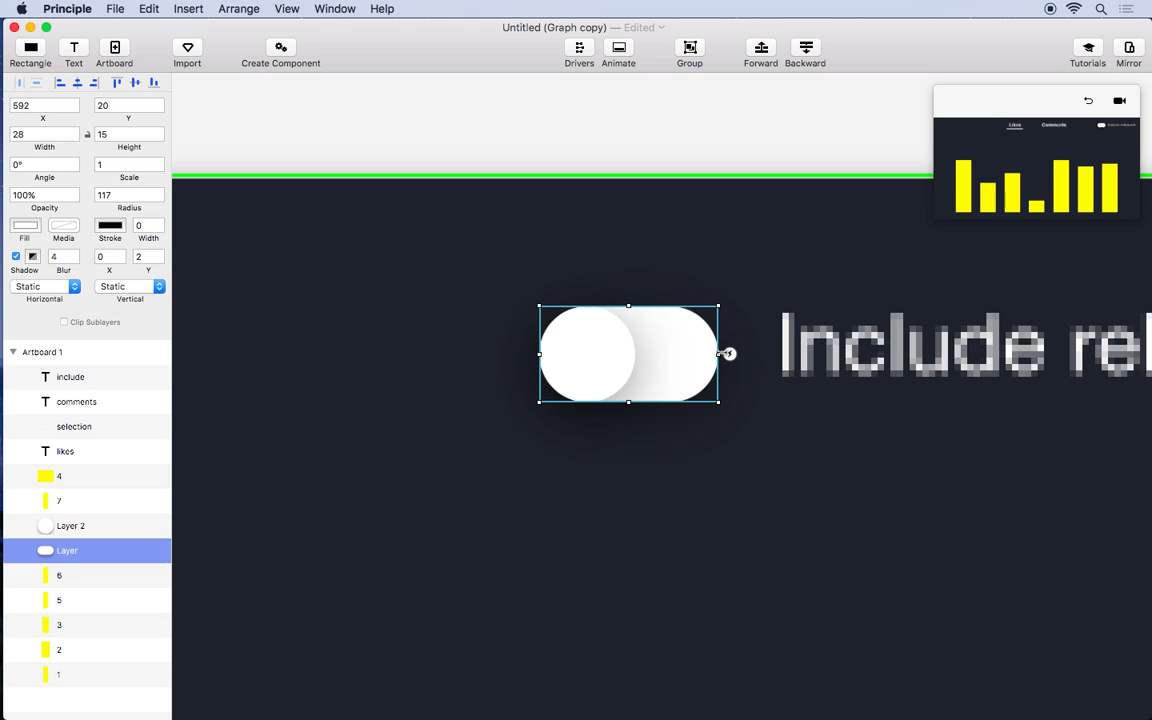 Principle File Edit Insert Arrange View Window Help
Untitled (Graph copy) — Edited
Rectangle Text Artboard Import Create Component Drivers Animate Group Forward Backward Tutorials Mirror
592 20
X Y
28 15
Width Height
0° 1
Angle Scale
100% 117
Opacity Radius
0
Fill Media Stroke Width
4 0 2
Shadow Blur X Y
Static Static
Horizontal Vertical
Clip Sublayers
Artboard 1
T include
T comments
selection
T likes
4
7
Layer 2
Layer
6
5
3
2
1
Likes Comments
Include rel